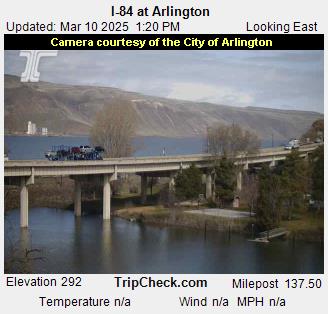 I-84 at Arlington
Updated: Mar 10 2025 1:20 PM Looking East
Camera courtesy of the City of Arlington
Elevation 292 TripCheck.com Milepost 137.50
Temperature n/a Wind n/a MPH n/a